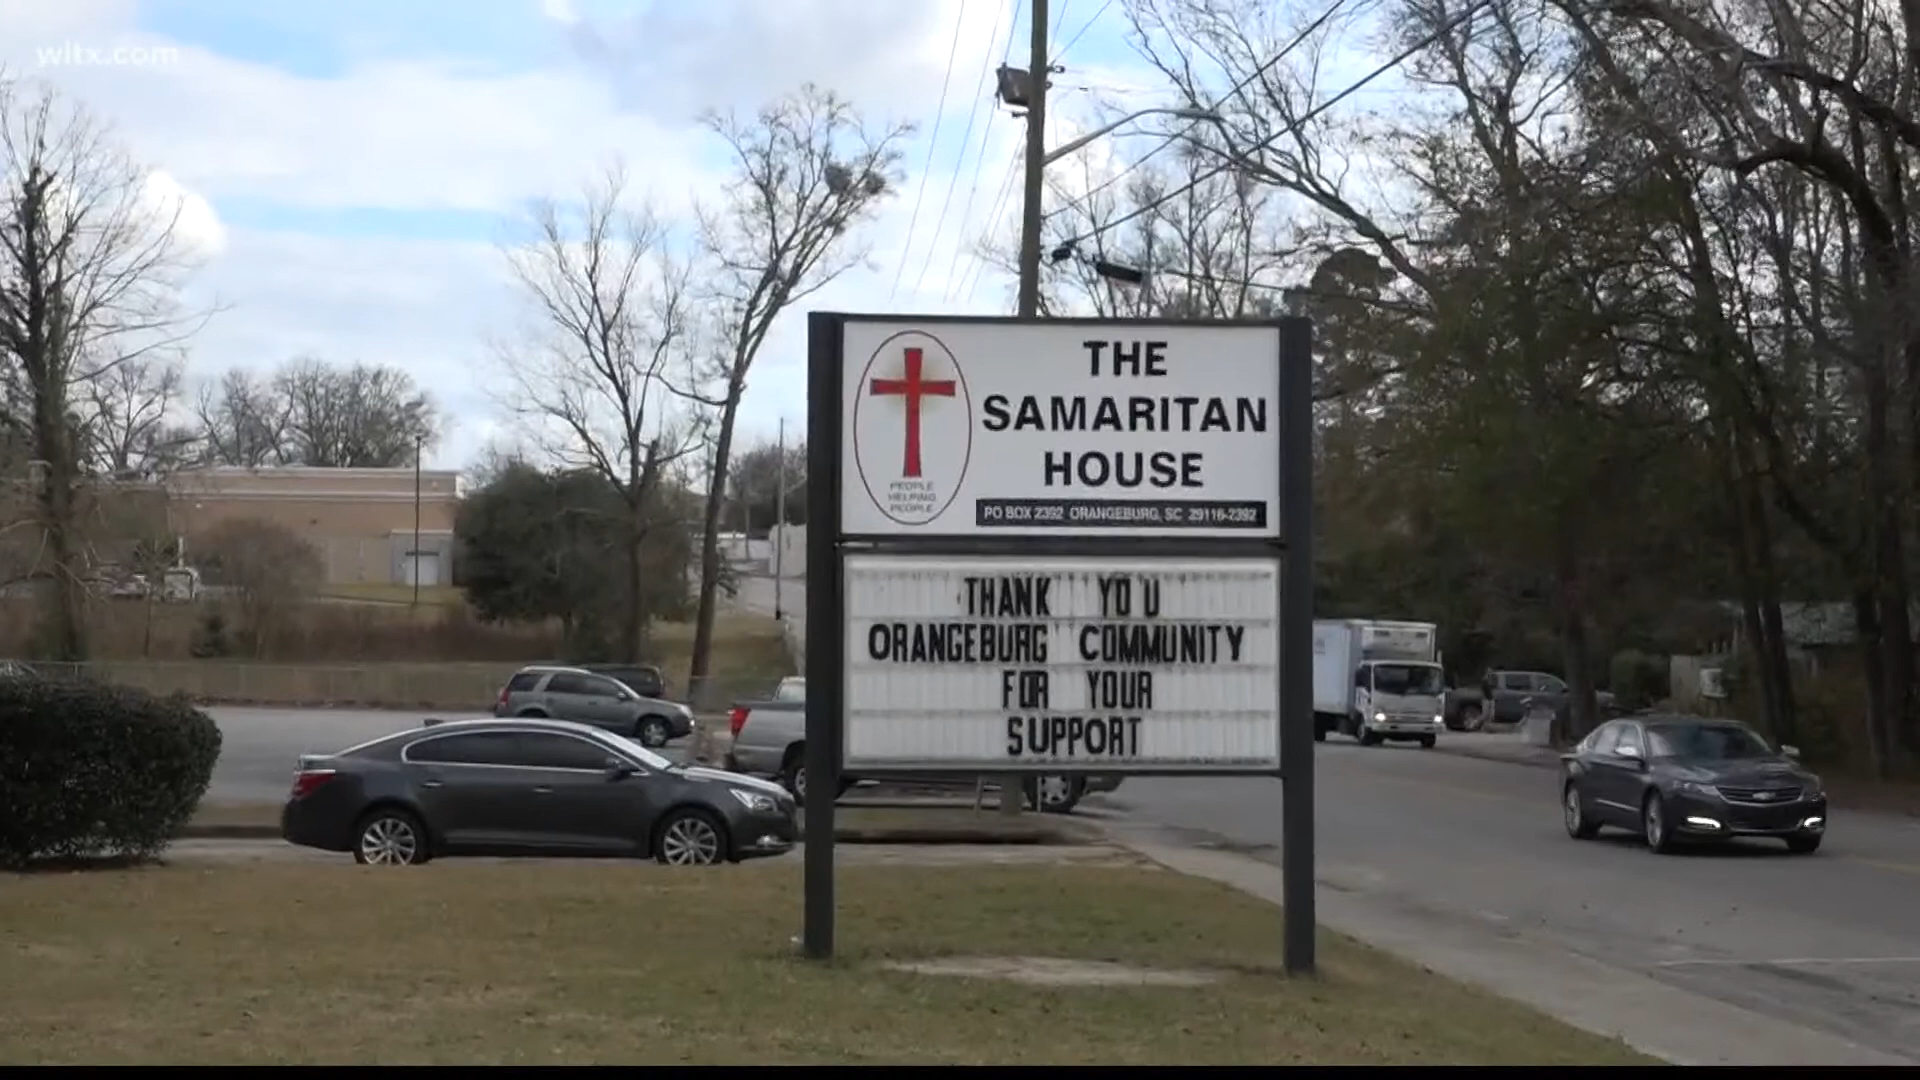 wltx.com
THE
SAMARITAN
HOUSE
PEOPLE
HELPING
PEOPLE
PO BOX 2392 ORANGEBURG, SC 29116-2392
THANK YOU
ORANGEBURG COMMUNITY
FOR YOUR
SUPPORT